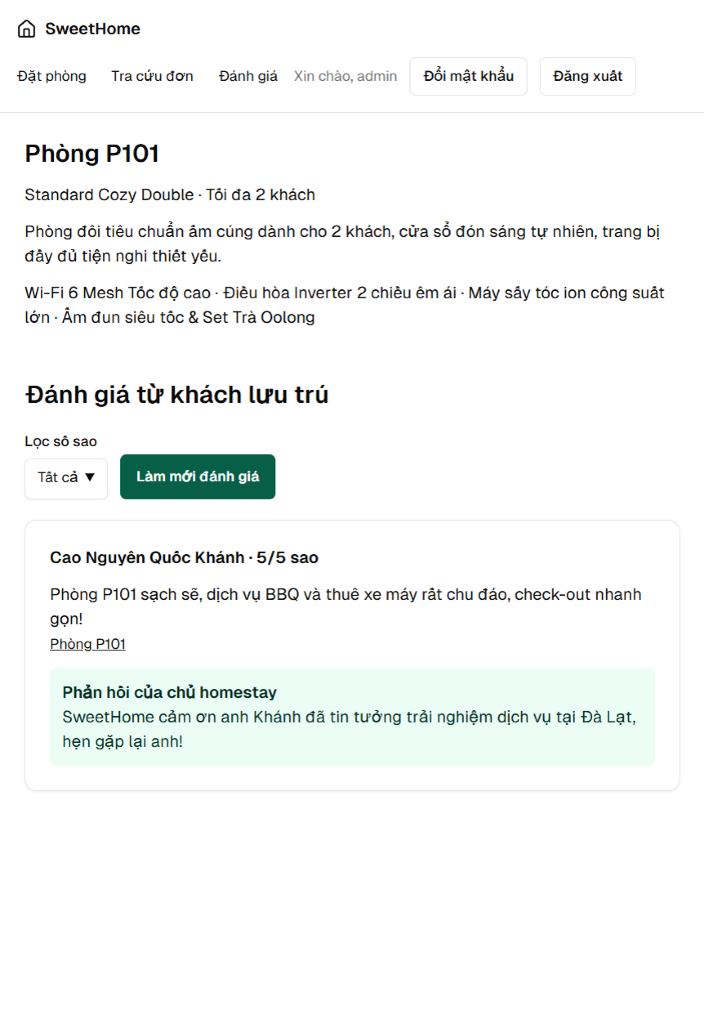 SweetHome
Đặt phòng Tra cứu đơn Đánh giá Xin chào, admin Đổi mật khẩu Đăng xuất
Phòng P101
Standard Cozy Double · Tối đa 2 khách
Phòng đôi tiêu chuẩn ấm cúng dành cho 2 khách, cửa sổ đón sáng tự nhiên, trang bị
đầy đủ tiện nghi thiết yếu.
Wi-Fi 6 Mesh Tốc độ cao · Điều hòa Inverter 2 chiều êm ái · Máy sấy tóc ion công suất
lớn · Ấm đun siêu tốc & Set Trà Oolong
Đánh giá từ khách lưu trú
Lọc số sao
Tất cả ▼ Làm mới đánh giá
Cao Nguyên Quốc Khánh · 5/5 sao
Phòng P101 sạch sẽ, dịch vụ BBQ và thuê xe máy rất chu đáo, check-out nhanh
gọn!
Phòng P101
Phản hồi của chủ homestay
SweetHome cảm ơn anh Khánh đã tin tưởng trải nghiệm dịch vụ tại Đà Lạt,
hẹn gặp lại anh!